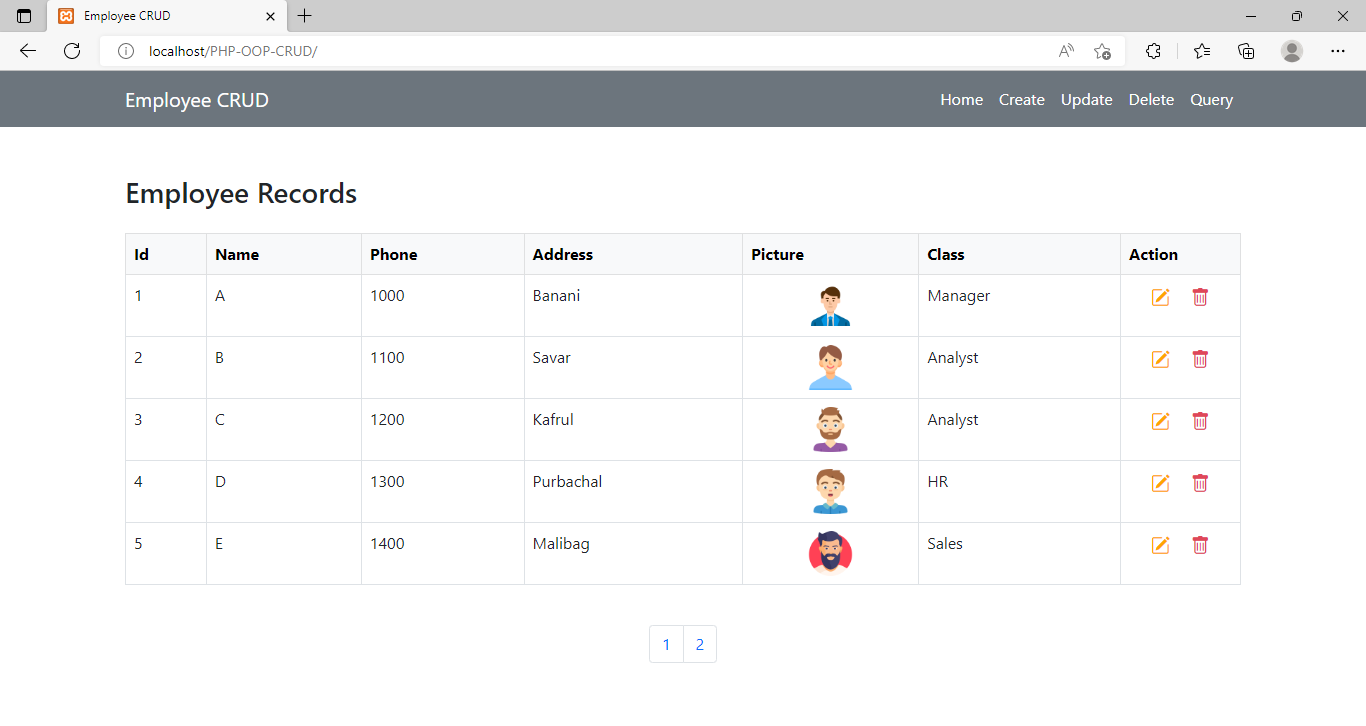 Employee CRUD
localhost/PHP-OOP-CRUD/
Employee CRUD Home Create Update Delete Query
Employee Records
Id Name Phone Address Picture Class Action
1 A 1000 Banani Manager
2 B 1100 Savar Analyst
3 C 1200 Kafrul Analyst
4 D 1300 Purbachal HR
5 E 1400 Malibag Sales
1 2